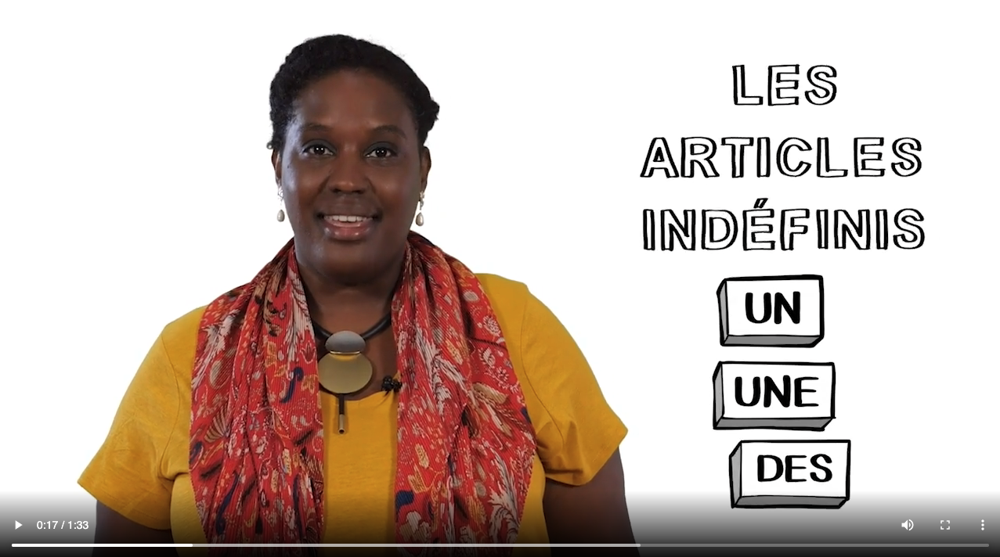 LES
ARTICLES
INDÉFINIS
UN
UNE
DES
0:17 / 1:33